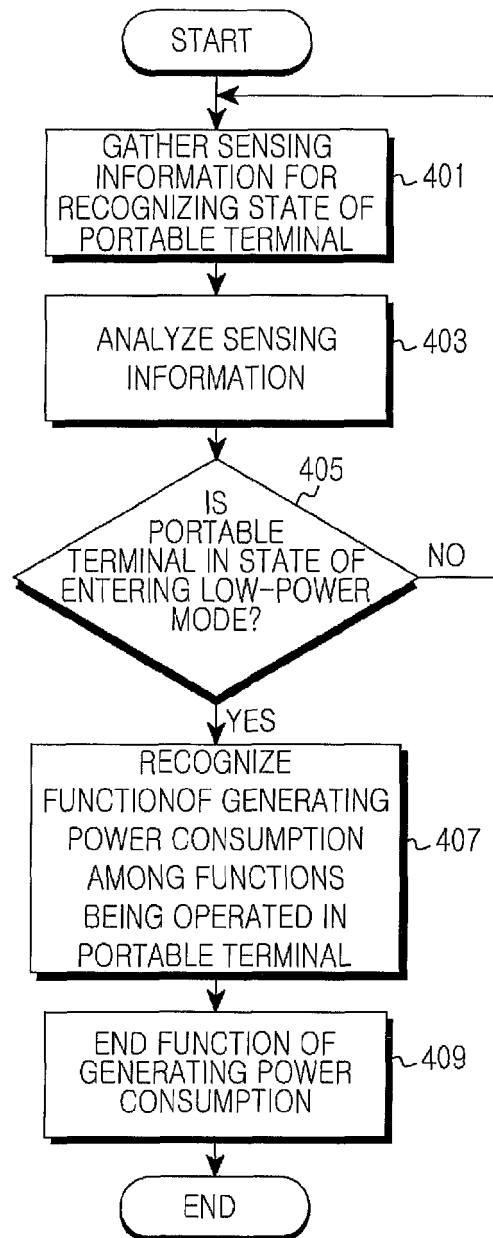 START
GATHER SENSING
INFORMATION FOR
RECOGNIZING STATE OF
PORTABLE TERMINAL
401
ANALYZE SENSING
INFORMATION
403
405
IS
PORTABLE
TERMINAL IN STATE OF
ENTERING LOW-POWER
MODE?
NO
YES
RECOGNIZE
FUNCTIONOF GENERATING
POWER CONSUMPTION
AMONG FUNCTIONS
BEING OPERATED IN
PORTABLE TERMINAL
407
END FUNCTION OF
GENERATING POWER
CONSUMPTION
409
END